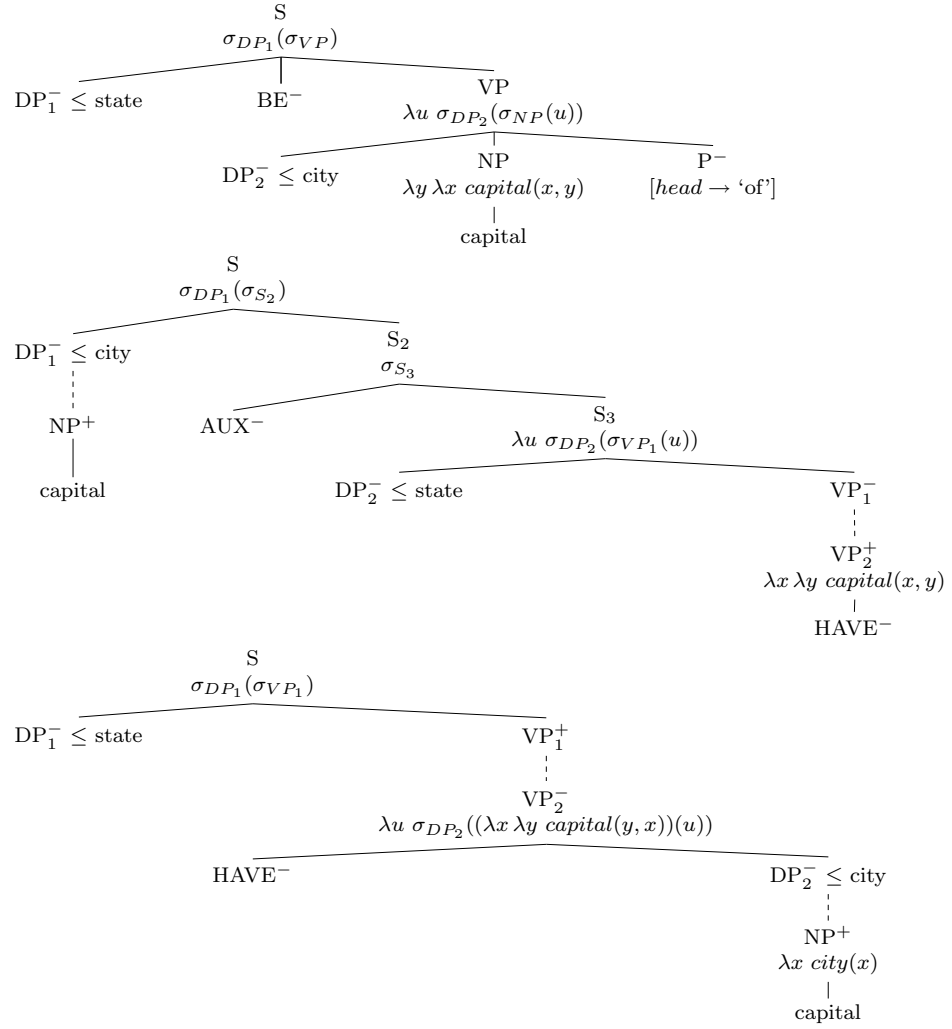 S
σ_{DP_1}(σ_{VP})
DP_1^− ≤ state BE^− VP
λu σ_{DP_2}(σ_{NP}(u))
DP_2^− ≤ city NP P^−
λy λx capital(x, y) [head → ‘of’]
capital
S
σ_{DP_1}(σ_{S_2})
DP_1^− ≤ city S_2
σ_{S_3}
NP^+ AUX^− S_3
λu σ_{DP_2}(σ_{VP_1}(u))
capital DP_2^− ≤ state VP_1^−
VP_2^+
λx λy capital(x, y)
HAVE^−
S
σ_{DP_1}(σ_{VP_1})
DP_1^− ≤ state VP_1^+
VP_2^−
λu σ_{DP_2}((λx λy capital(y, x))(u))
HAVE^− DP_2^− ≤ city
NP^+
λx city(x)
capital